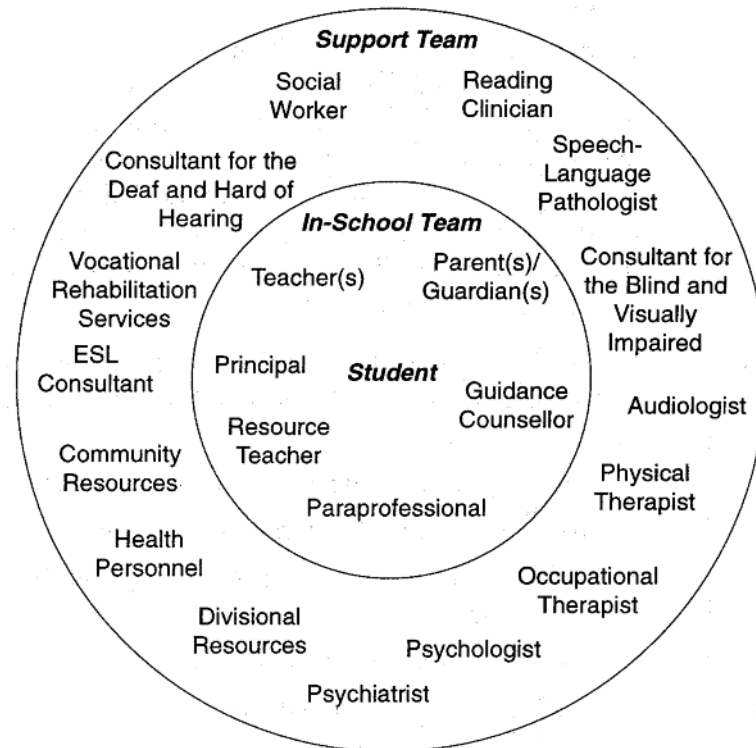 Support Team
Social
Worker
Reading
Clinician
Speech-
Language
Pathologist
Consultant for the
Deaf and Hard of
Hearing
In-School Team
Vocational
Rehabilitation
Services
Teacher(s)
Parent(s)/
Guardian(s)
Consultant for
the Blind and
Visually
Impaired
ESL
Consultant
Principal
Student
Guidance
Counsellor
Audiologist
Resource
Teacher
Community
Resources
Physical
Therapist
Paraprofessional
Health
Personnel
Occupational
Therapist
Divisional
Resources
Psychologist
Psychiatrist